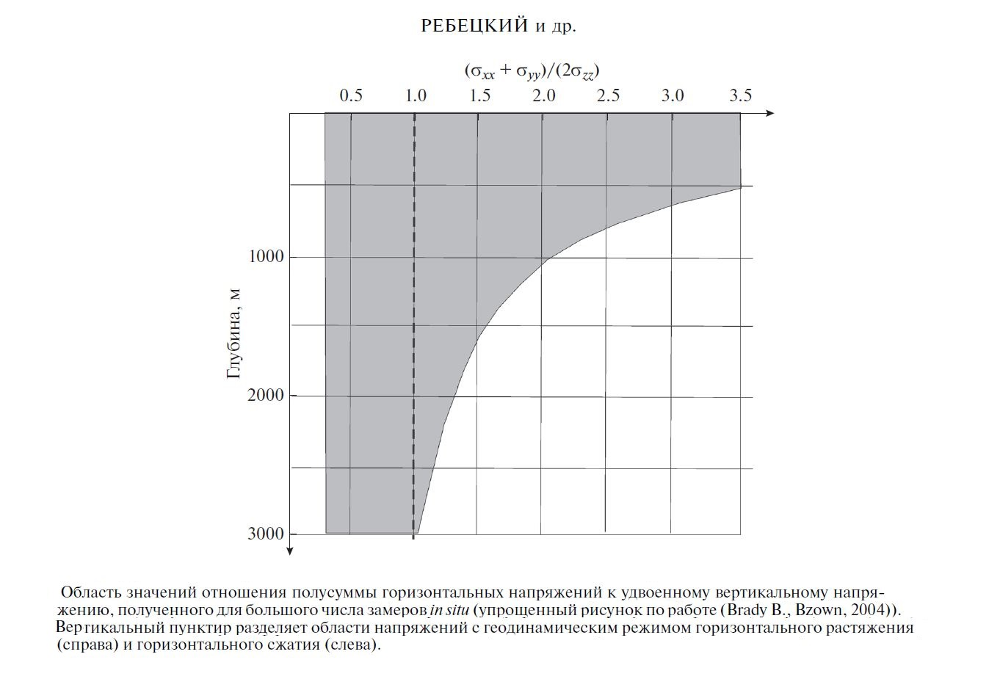 РЕБЕЦКИЙ и др.
(σxx + σyy)/(2σzz)
0.5 1.0 1.5 2.0 2.5 3.0 3.5
1000
Глубина, м
2000
3000
Область значений отношения полусуммы горизонтальных напряжений к удвоенному вертикальному напря-
жению, полученного для большого числа замеров in situ (упрощенный рисунок по работе (Brady B., Bzown, 2004)).
Вертикальный пунктир разделяет области напряжений с геодинамическим режимом горизонтального растяжения
(справа) и горизонтального сжатия (слева).